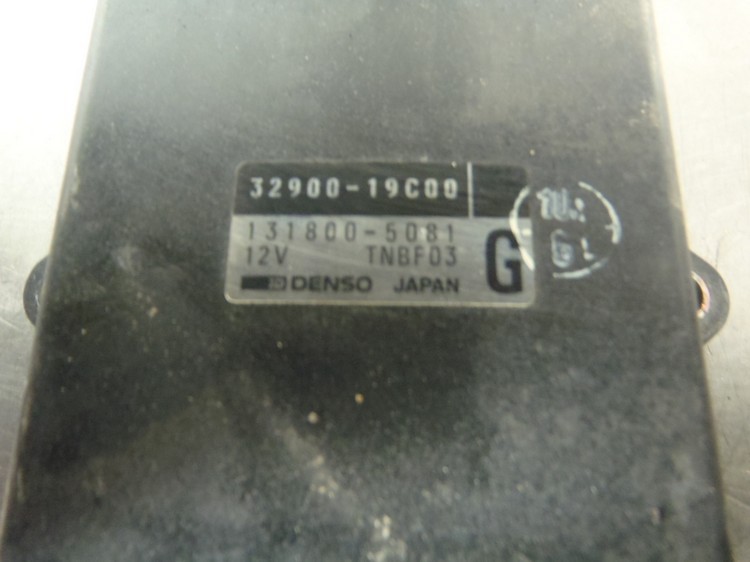 32900-19C00
131800-5081
12V TNBF03 G
DENSO JAPAN